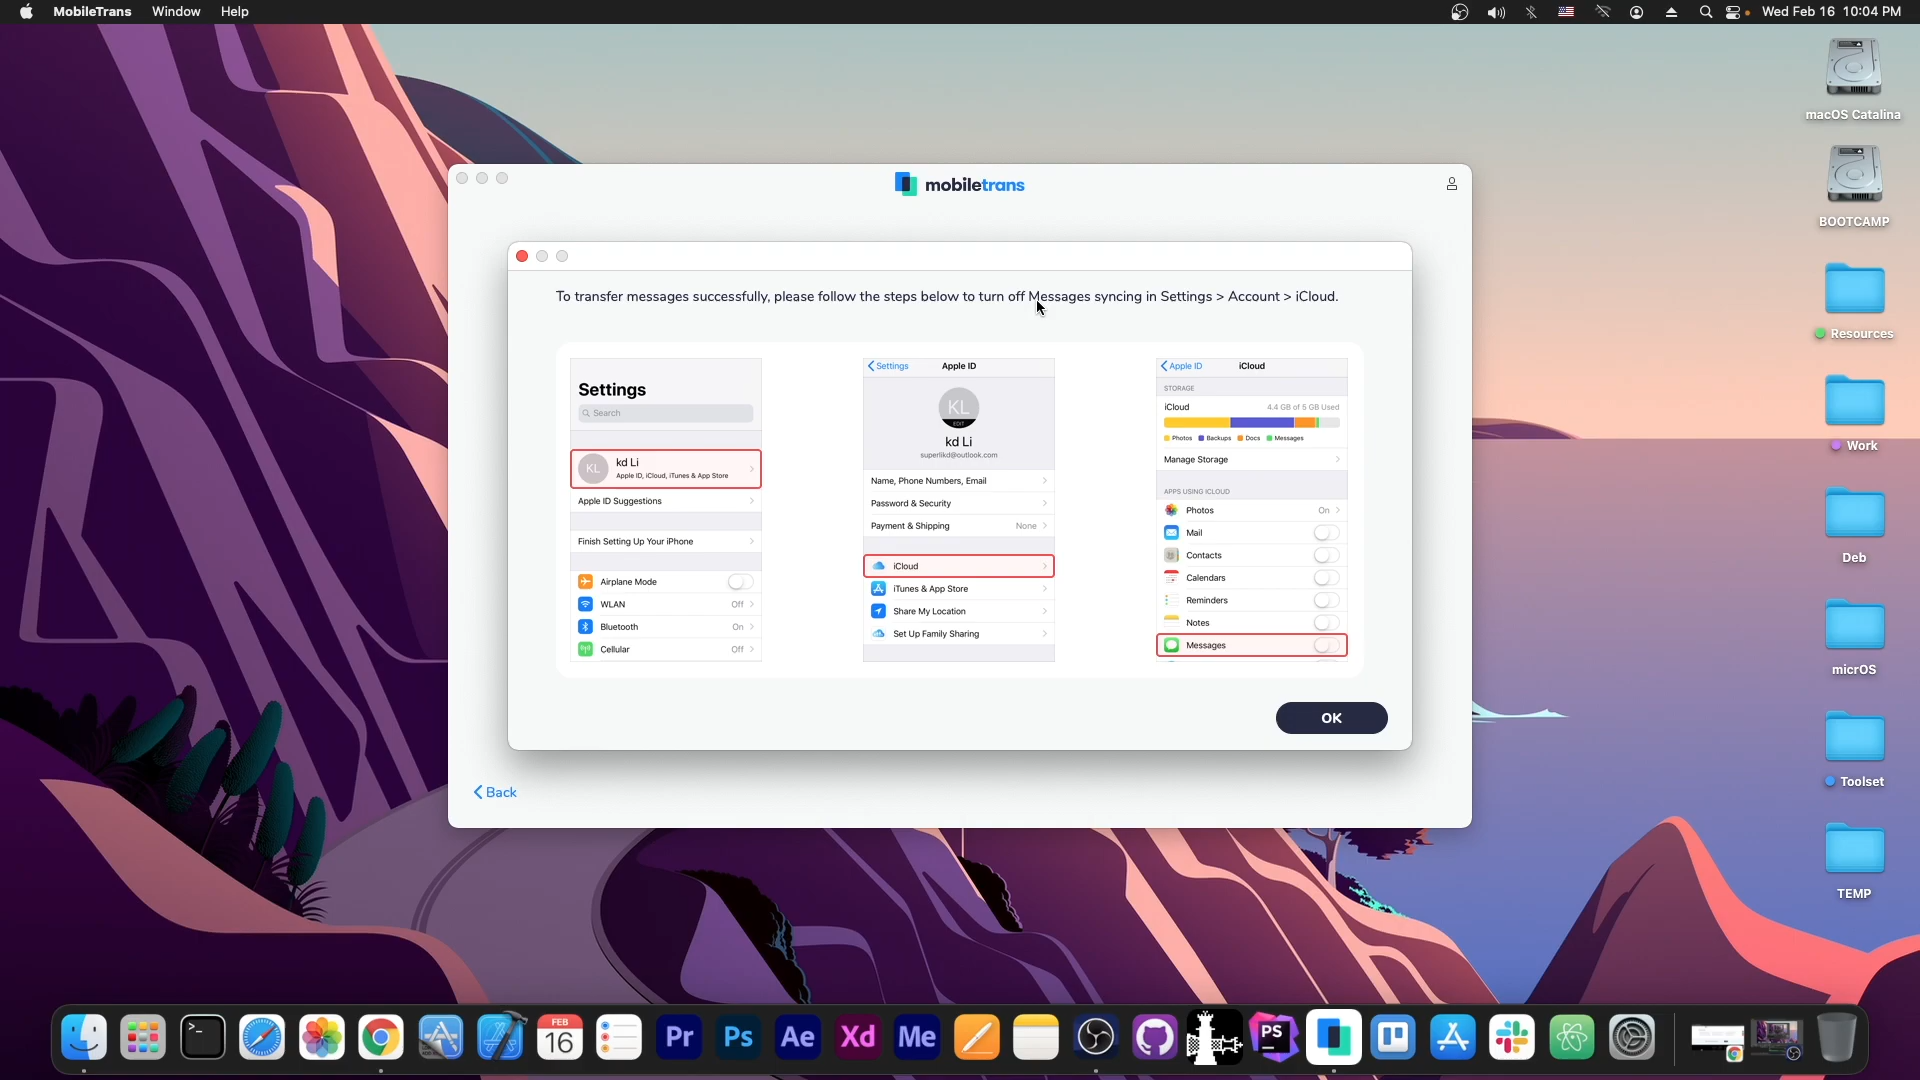 MobileTrans Window Help
Wed Feb 16 10:04 PM
macOS Catalina
BOOTCAMP
Resources
Work
Deb
micrOS
Toolset
TEMP
mobiletrans
To transfer messages successfully, please follow the steps below to turn off Messages syncing in Settings > Account > iCloud.
Settings
Search
KL
kd Li
Apple ID, iCloud, iTunes & App Store
Apple ID Suggestions
Finish Setting Up Your iPhone
Airplane Mode
WLAN Off
Bluetooth On
Cellular Off
Settings Apple ID
KL
EDIT
kd Li
superlikd@outlook.com
Name, Phone Numbers, Email
Password & Security
Payment & Shipping None
iCloud
iTunes & App Store
Share My Location
Set Up Family Sharing
Apple ID iCloud
STORAGE
iCloud 4.4 GB of 5 GB Used
Photos Backups Docs Messages
Manage Storage
APPS USING ICLOUD
Photos On
Mail
Contacts
Calendars
Reminders
Notes
Messages
OK
Back
FEB
16
Pr
Ps
Ae
Xd
Me
PS